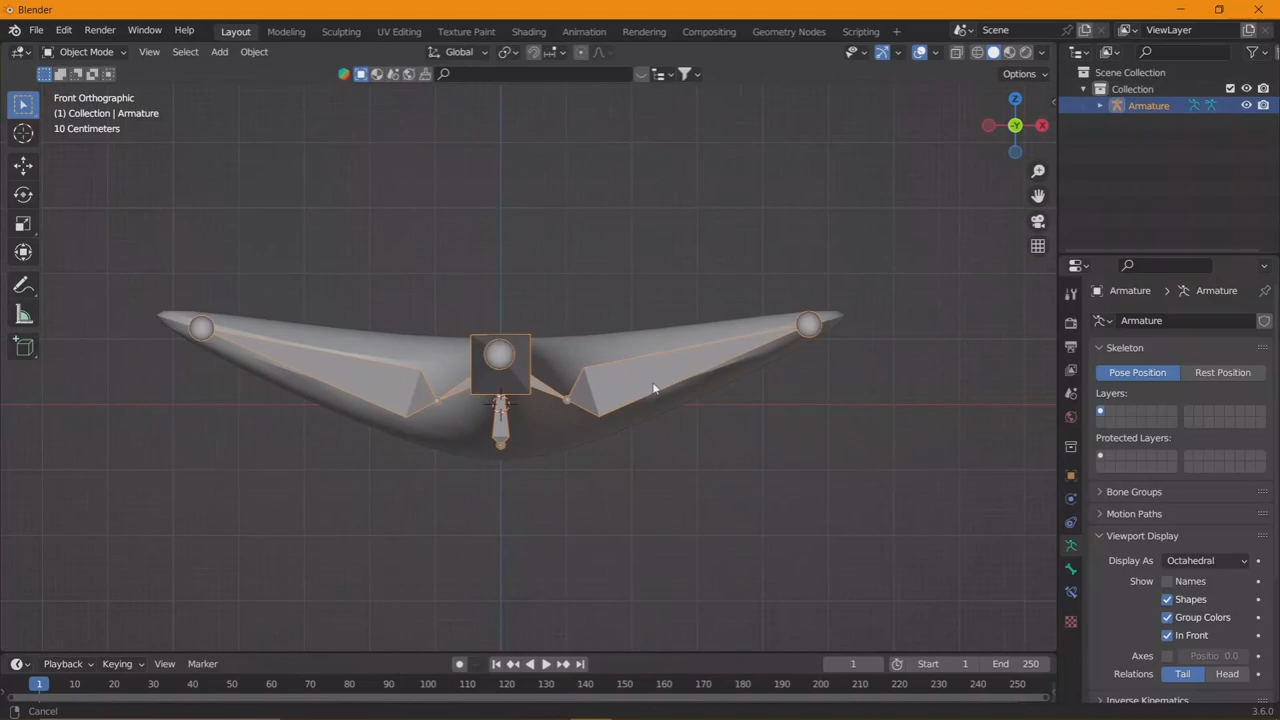 Blender
File Edit Render Window Help Layout Modeling Sculpting UV Editing Texture Paint Shading Animation Rendering Compositing Geometry Nodes Scripting + Scene ViewLayer
Object Mode View Select Add Object Global
Options
Scene Collection
Collection
Armature
Front Orthographic
(1) Collection | Armature
10 Centimeters
Z
-Y
X
Armature > Armature
Armature
Skeleton
Pose Position Rest Position
Layers:
Protected Layers:
Bone Groups
Motion Paths
Viewport Display
Display As Octahedral
Show Names
Shapes
Group Colors
In Front
Axes Positio 0.0
Relations Tail Head
Inverse Kinematics
Playback Keying View Marker 1 Start 1 End 250
1 10 20 30 40 50 60 70 80 90 100 110 120 130 140 150 160 170 180 190 200 210 220 230 240 250
Cancel 3.6.0